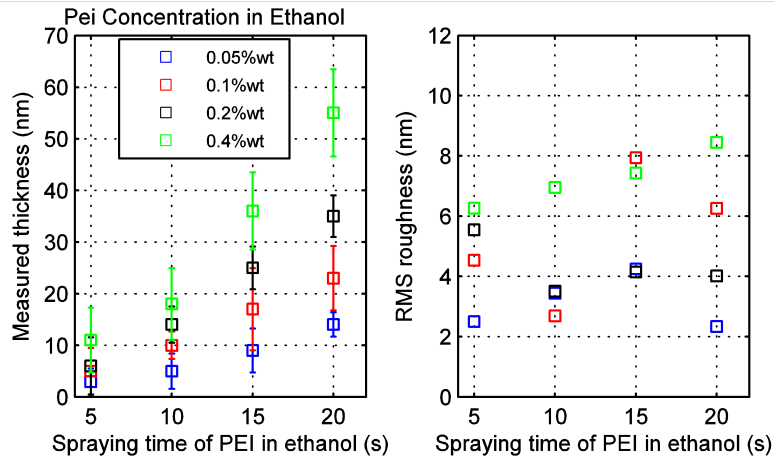 Pei Concentration in Ethanol
70
60
50
40
30
20
10
0
Measured thickness (nm)
0.05%wt
0.1%wt
0.2%wt
0.4%wt
5 10 15 20
Spraying time of PEI in ethanol (s)
12
10
8
6
4
2
0
RMS roughness (nm)
5 10 15 20
Spraying time of PEI in ethanol (s)